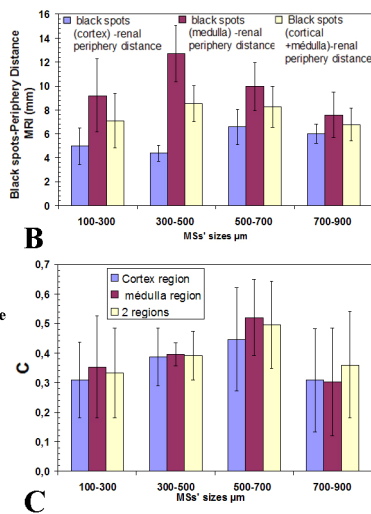 black spots (cortex) -renal periphery distance
black spots (medulla) -renal periphery distance
Black spots (cortical +médulla)-renal periphery distance
Black spots-Periphery Distance MRI (mm)
16
14
12
10
8
6
4
2
0
100-300 300-500 500-700 700-900
MSs' sizes µm
B
e
0,7
0,6
0,5
0,4
0,3
0,2
0,1
0,0
C
Cortex region
médulla region
2 regions
100-300 300-500 500-700 700-900
MSs' sizes µm
C